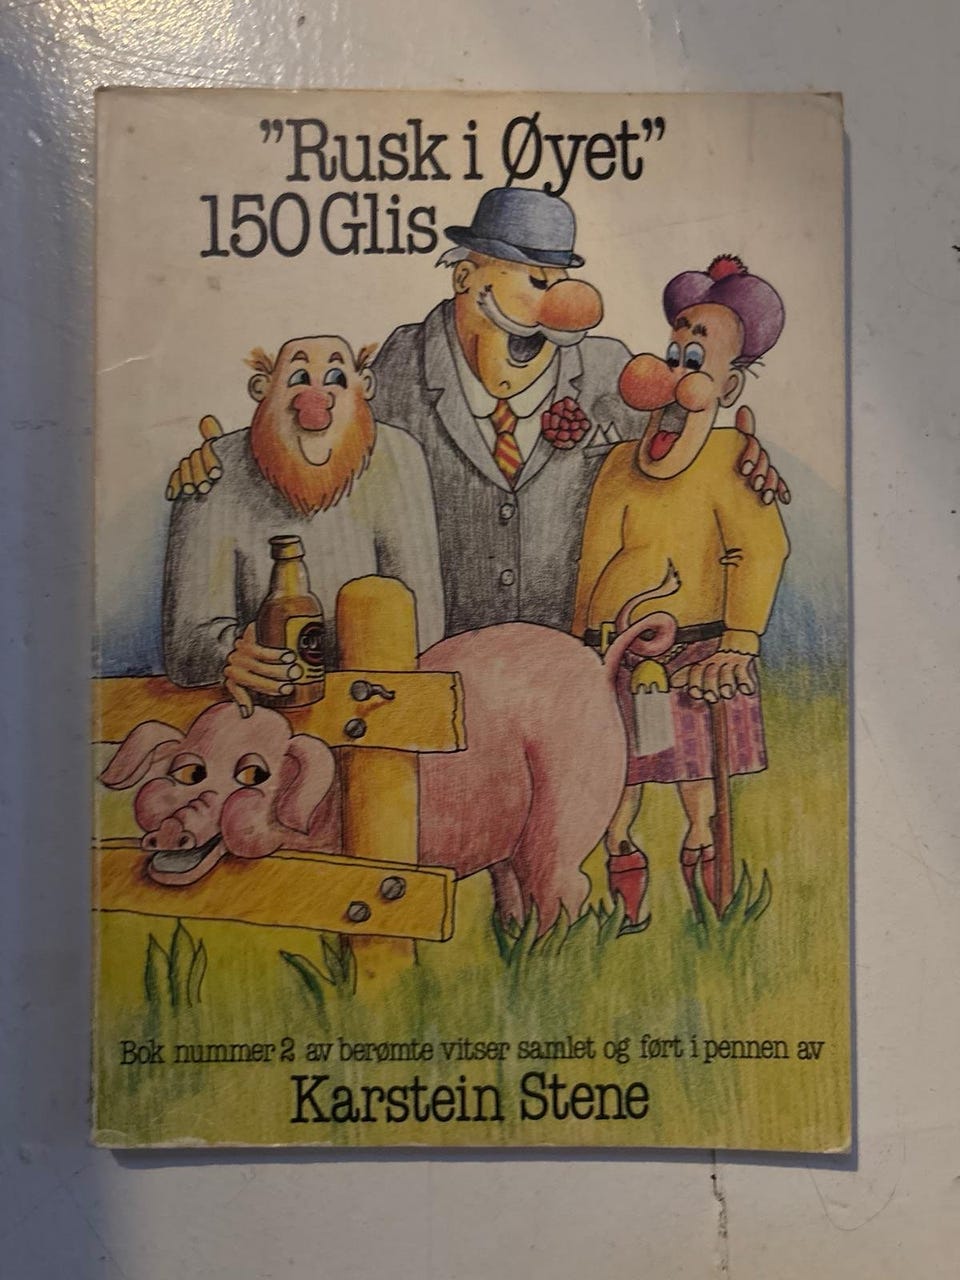 ”Rusk i Øyet”
150 Glis
Bok nummer 2 av berømte vitser samlet og ført i pennen av
Karstein Stene